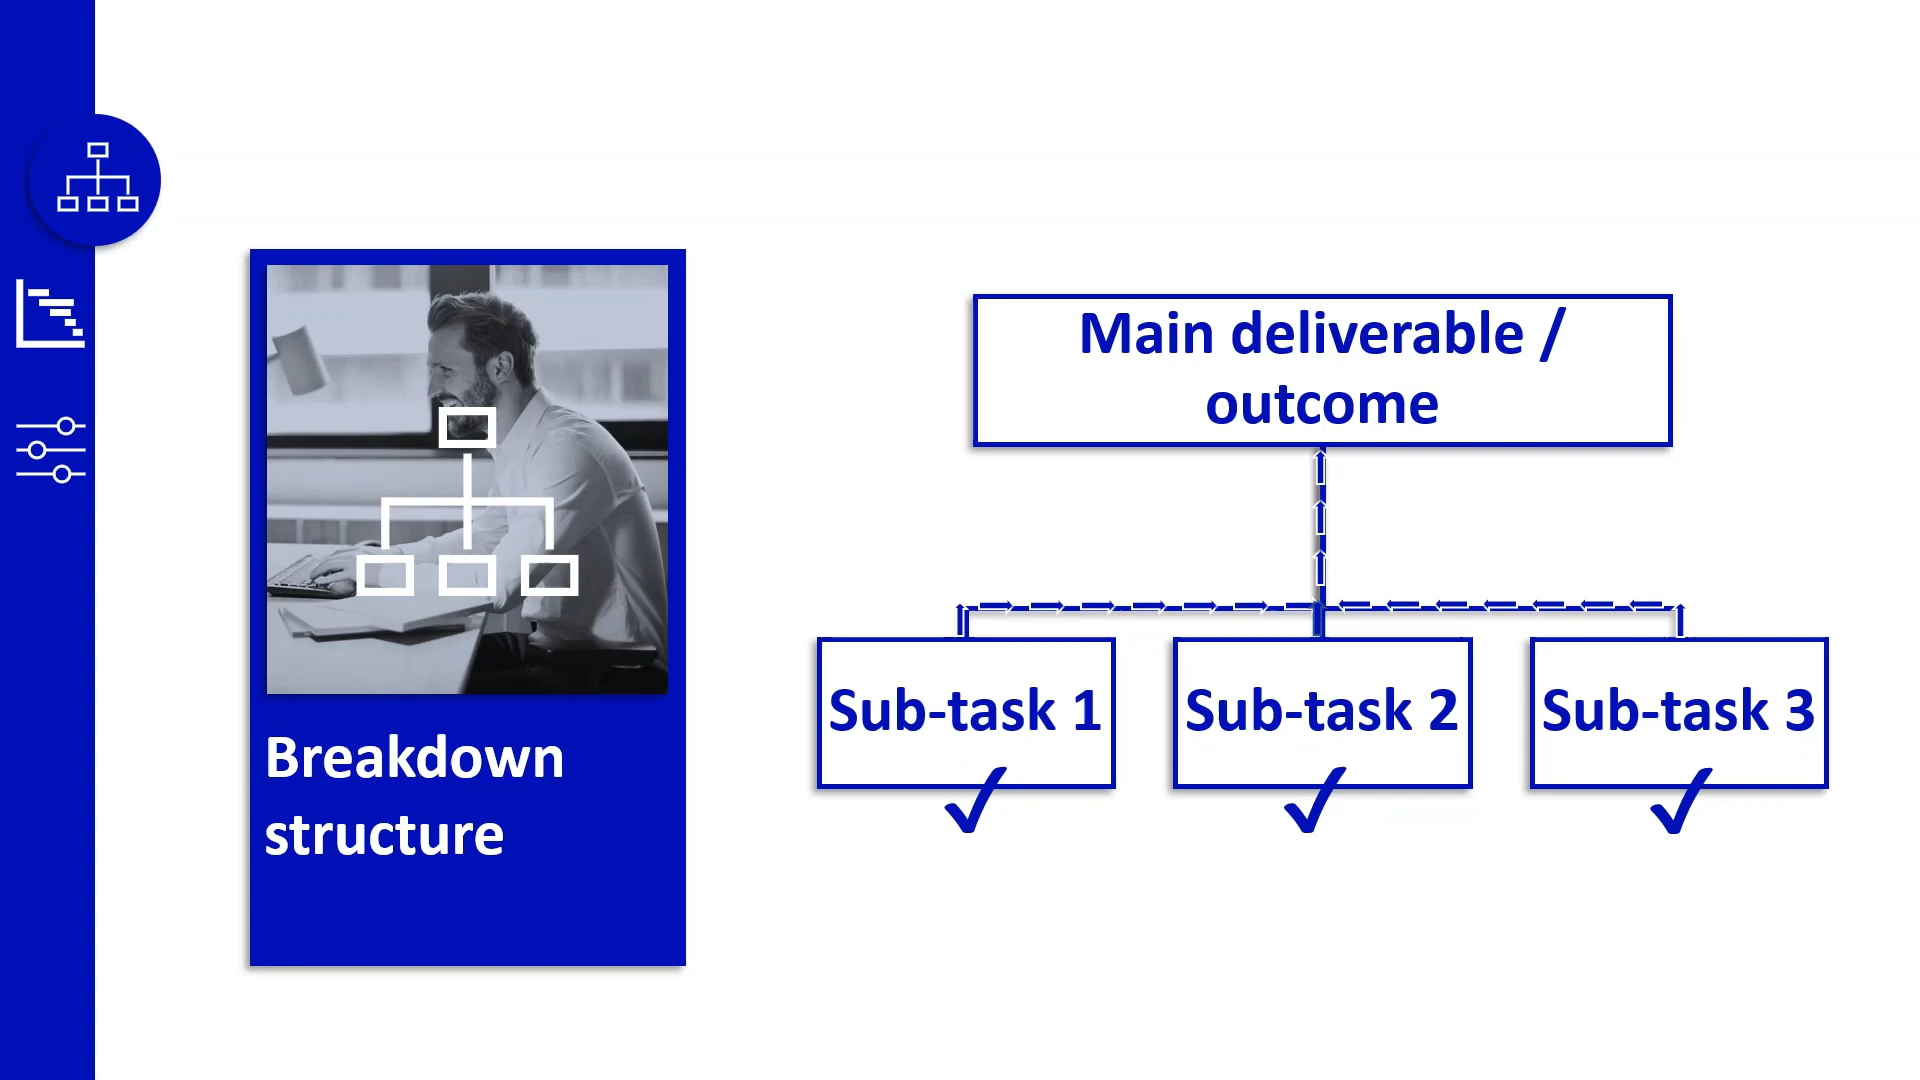 Breakdown
structure
Main deliverable /
outcome
Sub-task 1
Sub-task 2
Sub-task 3